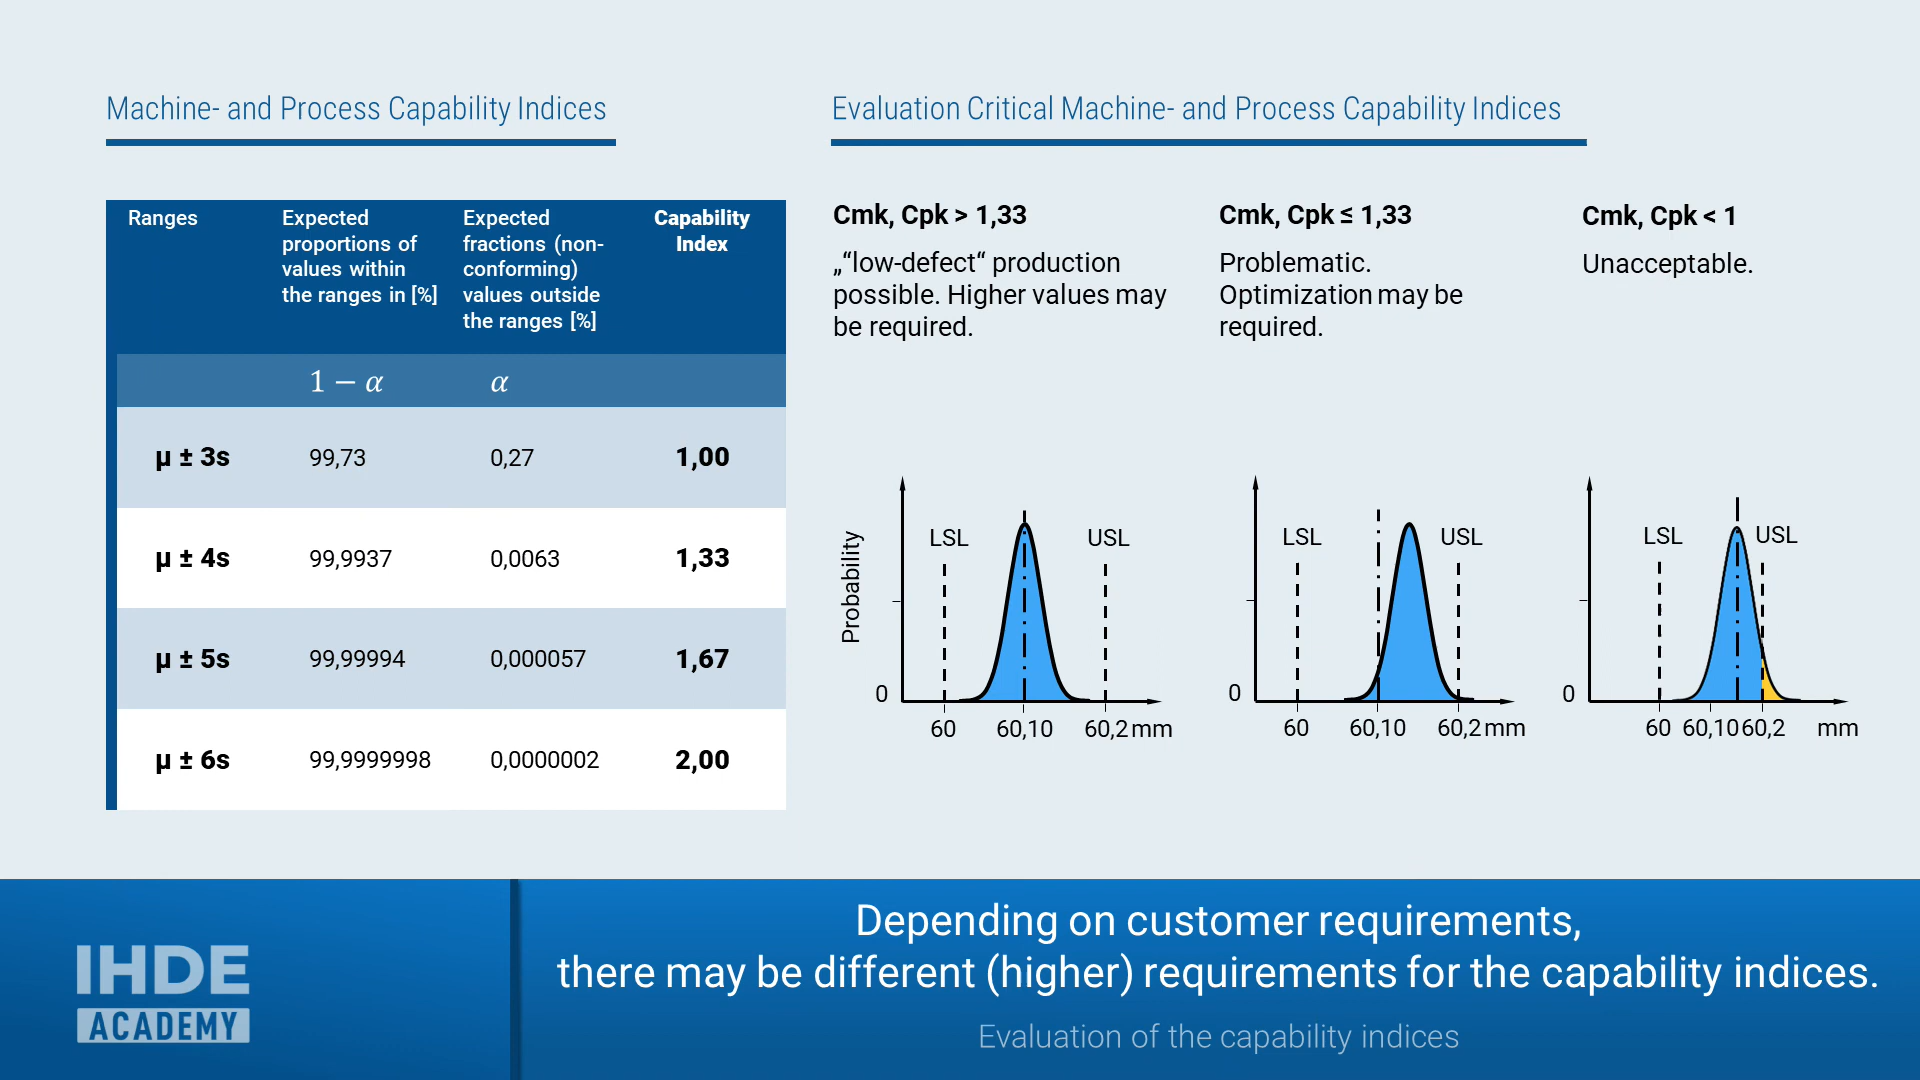 Machine- and Process Capability Indices
Evaluation Critical Machine- and Process Capability Indices
Ranges
Expected
proportions of
values within
the ranges in [%]
Expected
fractions (non-
conforming)
values outside
the ranges [%]
Capability
Index
1 − α
α
µ ± 3s
99,73
0,27
1,00
µ ± 4s
99,9937
0,0063
1,33
µ ± 5s
99,99994
0,000057
1,67
µ ± 6s
99,9999998
0,0000002
2,00
Cmk, Cpk > 1,33
„“low-defect“ production
possible. Higher values may
be required.
Cmk, Cpk ≤ 1,33
Problematic.
Optimization may be
required.
Cmk, Cpk < 1
Unacceptable.
Probability
LSL
USL
0
60
60,10
60,2 mm
LSL
USL
0
60
60,10
60,2 mm
LSL
USL
0
60
60,10
60,2
mm
IHDE
ACADEMY
Depending on customer requirements,
there may be different (higher) requirements for the capability indices.
Evaluation of the capability indices